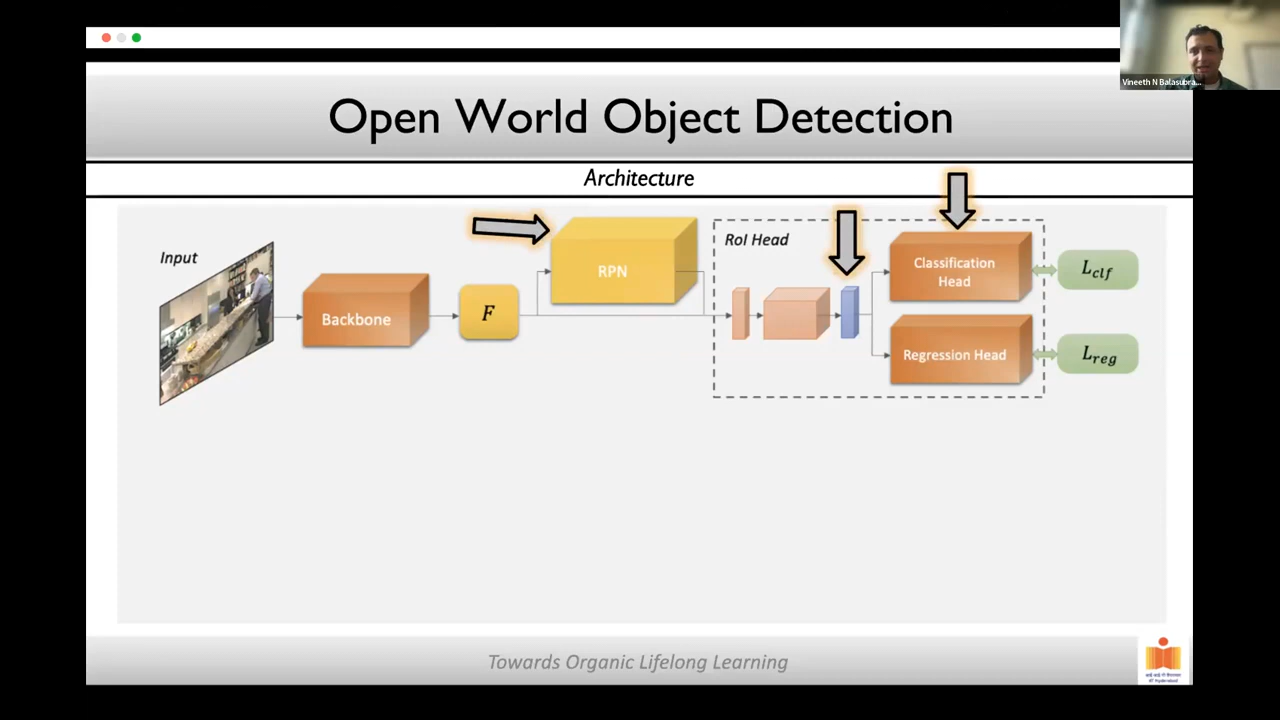 Vineeth N Balasubra...
Open World Object Detection
Architecture
Input
Backbone
F
RPN
RoI Head
Classification
Head
L_clf
Regression Head
L_reg
Towards Organic Lifelong Learning